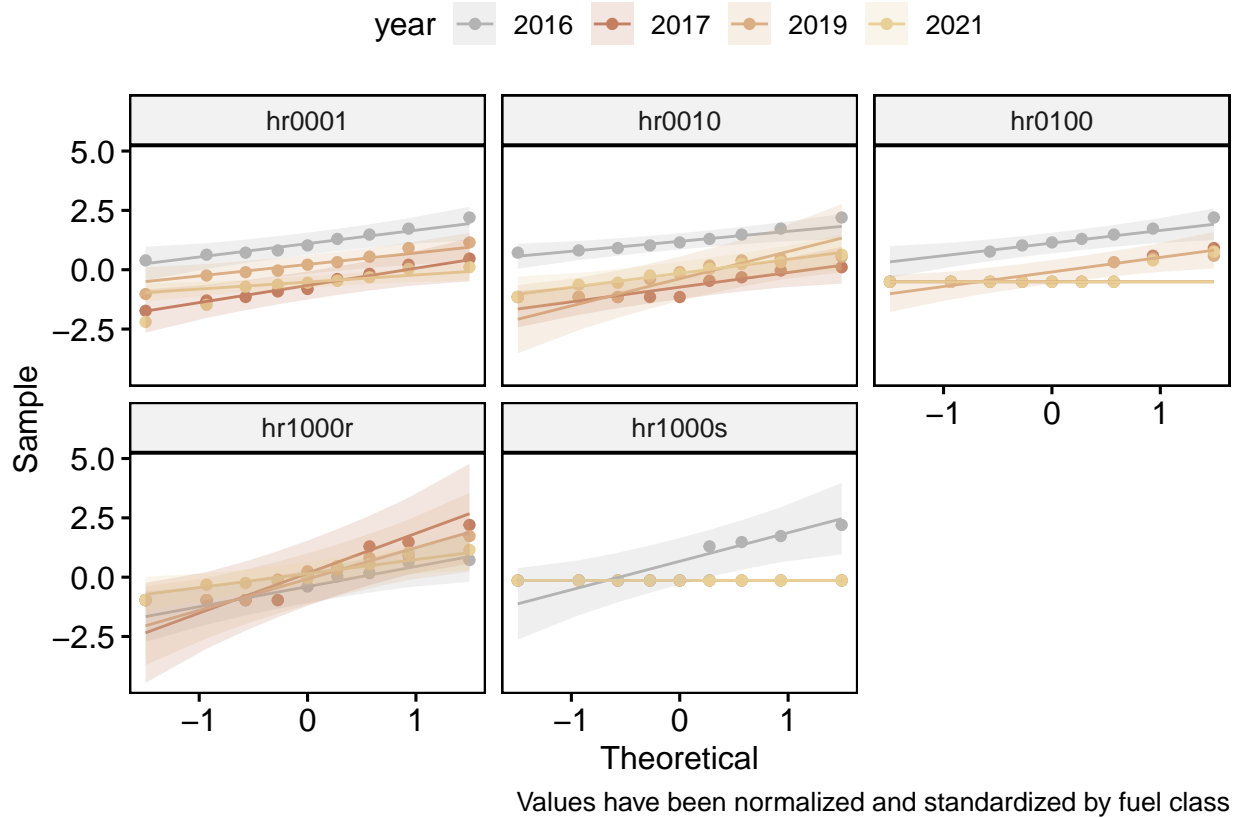 year 2016 2017 2019 2021
hr0001 hr0010 hr0100
5.0
2.5
0.0
−2.5
−1 0 1
Sample
hr1000r hr1000s
5.0
2.5
0.0
−2.5
−1 0 1 −1 0 1
Theoretical
Values have been normalized and standardized by fuel class